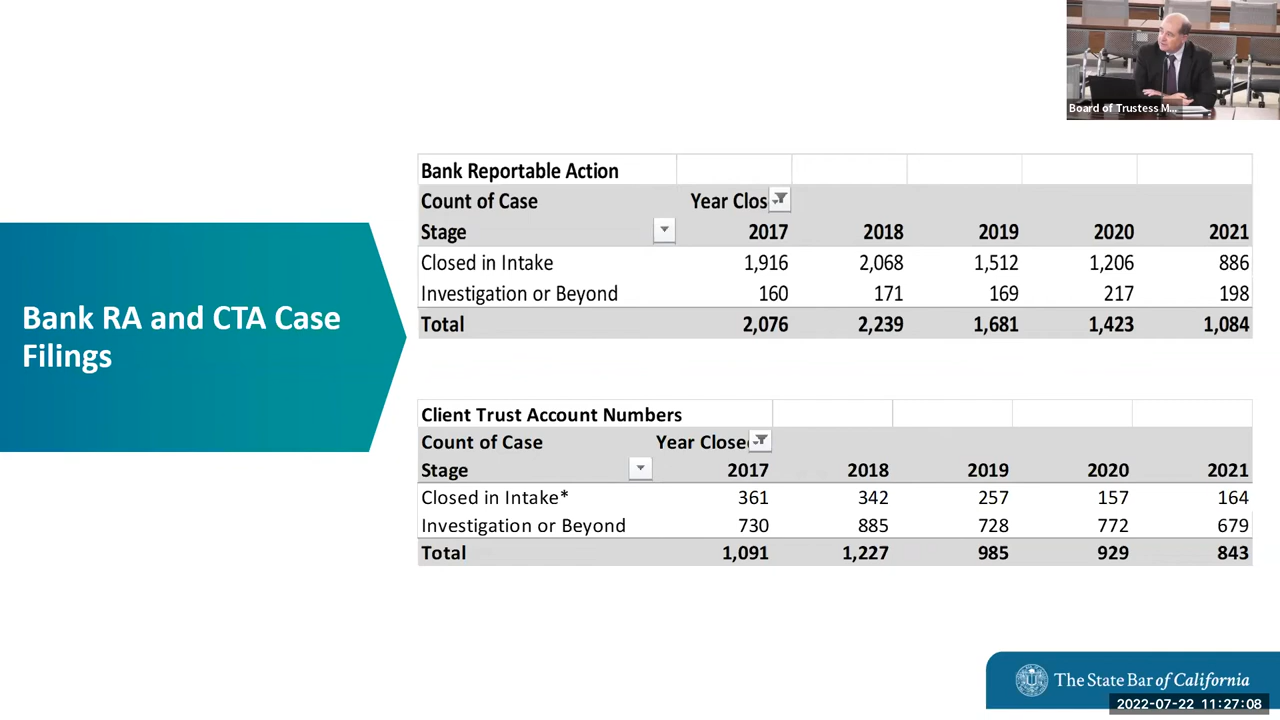 Board of Trustess M...
Bank RA and CTA Case
Filings
Bank Reportable Action
Count of Case Year Clos
Stage 2017 2018 2019 2020 2021
Closed in Intake 1,916 2,068 1,512 1,206 886
Investigation or Beyond 160 171 169 217 198
Total 2,076 2,239 1,681 1,423 1,084
Client Trust Account Numbers
Count of Case Year Close
Stage 2017 2018 2019 2020 2021
Closed in Intake* 361 342 257 157 164
Investigation or Beyond 730 885 728 772 679
Total 1,091 1,227 985 929 843
The State Bar of California
2022-07-22 11:27:08